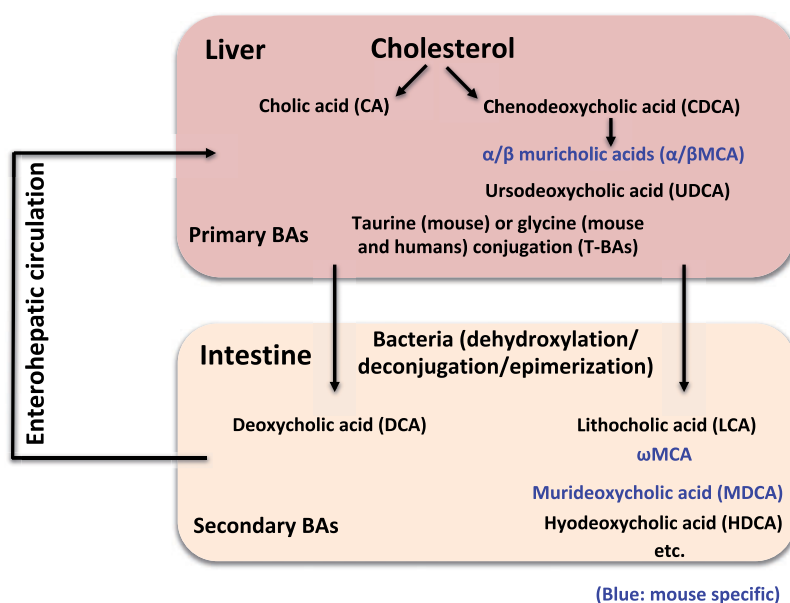 Liver
Cholesterol
Cholic acid (CA)
Chenodeoxycholic acid (CDCA)
α/β muricholic acids (α/βMCA)
Ursodeoxycholic acid (UDCA)
Primary BAs
Taurine (mouse) or glycine (mouse
and humans) conjugation (T-BAs)
Enterohepatic circulation
Intestine
Bacteria (dehydroxylation/
deconjugation/epimerization)
Deoxycholic acid (DCA)
Lithocholic acid (LCA)
ωMCA
Murideoxycholic acid (MDCA)
Secondary BAs
Hyodeoxycholic acid (HDCA)
etc.
(Blue: mouse specific)